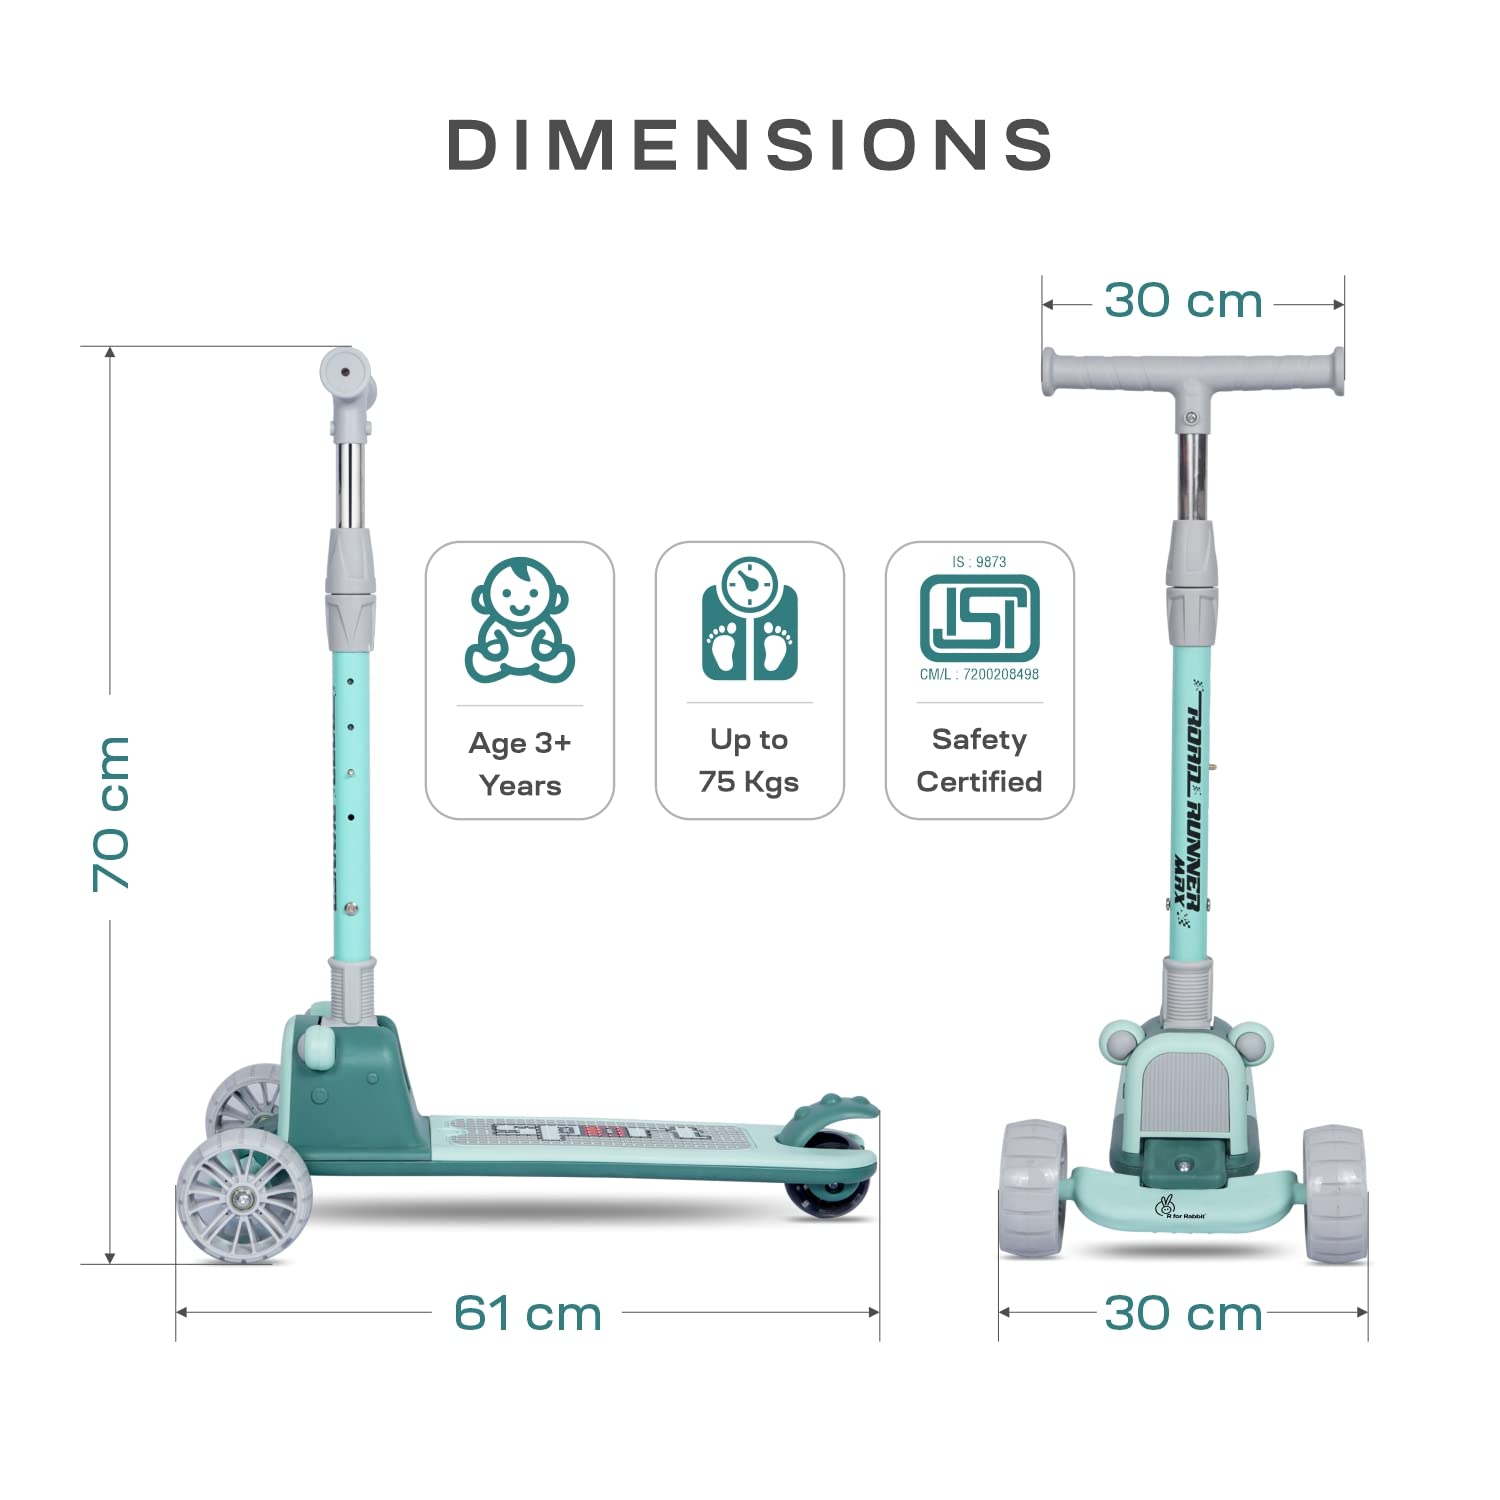 DIMENSIONS
30 cm
70 cm
IS : 9873
ISI
CM/L : 7200208498
Age 3+
Years
Up to
75 Kgs
Safety
Certified
ROAD RUNNER
MAX
R for Rabbit
61 cm
30 cm